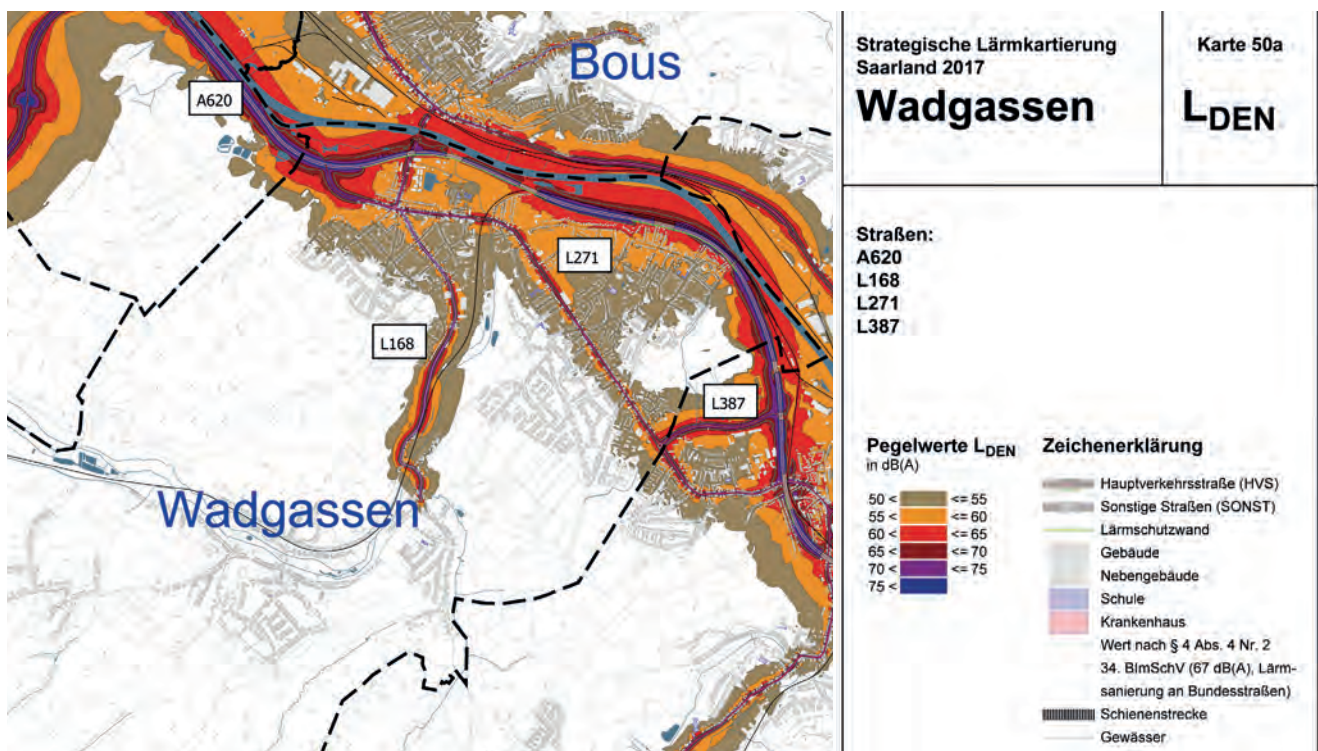 Bous
A620
L271
L168
L387
Wadgassen
Strategische Lärmkartierung
Saarland 2017
Wadgassen
Karte 50a
LDEN
Straßen:
A620
L168
L271
L387
Pegelwerte LDEN
in dB(A)
50 < <= 55
55 < <= 60
60 < <= 65
65 < <= 70
70 < <= 75
75 <
Zeichenerklärung
Hauptverkehrsstraße (HVS)
Sonstige Straßen (SONST)
Lärmschutzwand
Gebäude
Nebengebäude
Schule
Krankenhaus
Wert nach § 4 Abs. 4 Nr. 2
34. BImSchV (67 dB(A), Lärm-
sanierung an Bundesstraßen)
Schienenstrecke
Gewässer